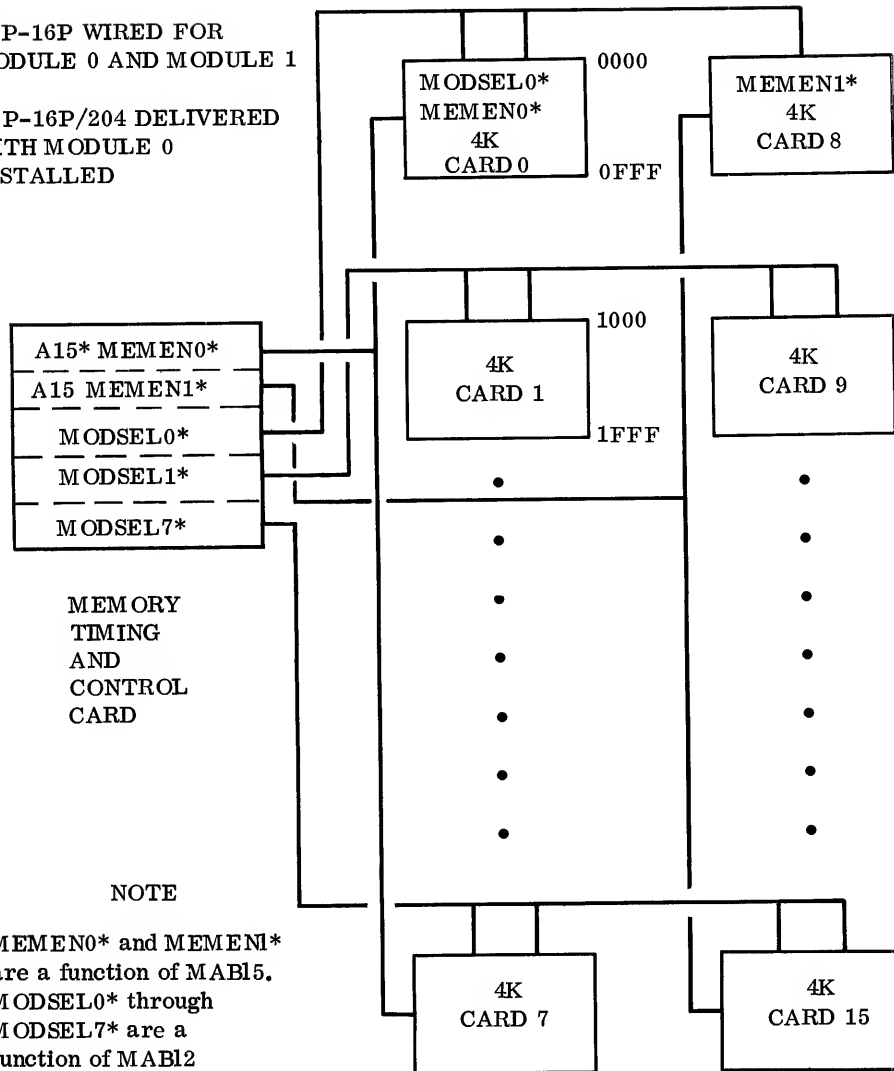 P-16P WIRED FOR
ODULE 0 AND MODULE 1
P-16P/204 DELIVERED
ITH MODULE 0
STALLED
MODSEL0*
MEMEN0*
4K
CARD 0
0000
0FFF
MEMEN1*
4K
CARD 8
4K
CARD 1
1000
1FFF
4K
CARD 9
A15* MEMEN0*
A15 MEMEN1*
MODSEL0*
MODSEL1*
MODSEL7*
MEMORY
TIMING
AND
CONTROL
CARD
NOTE
MEMEN0* and MEMEN1*
are a function of MAB15.
MODSEL0* through
MODSEL7* are a
function of MAB12
4K
CARD 7
4K
CARD 15